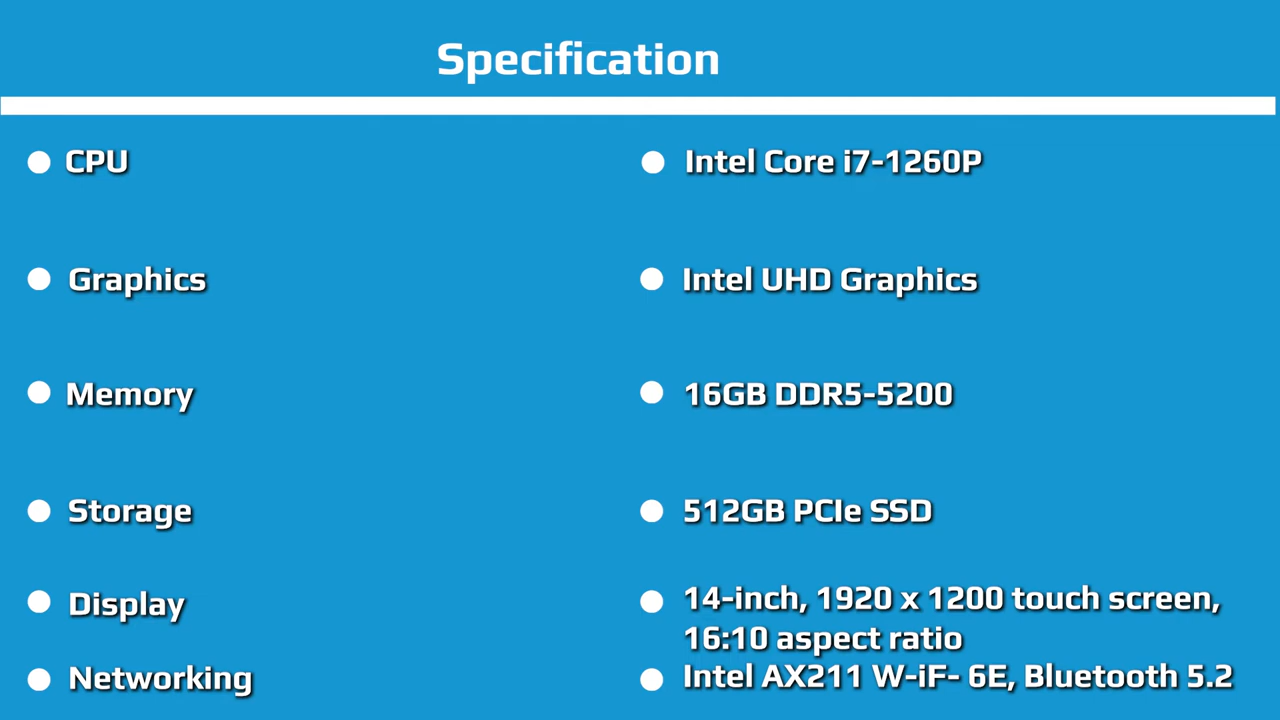 Specification
CPU
Intel Core i7-1260P
Graphics
Intel UHD Graphics
Memory
16GB DDR5-5200
Storage
512GB PCIe SSD
Display
14-inch, 1920 x 1200 touch screen,
16:10 aspect ratio
Networking
Intel AX211 W-iF- 6E, Bluetooth 5.2